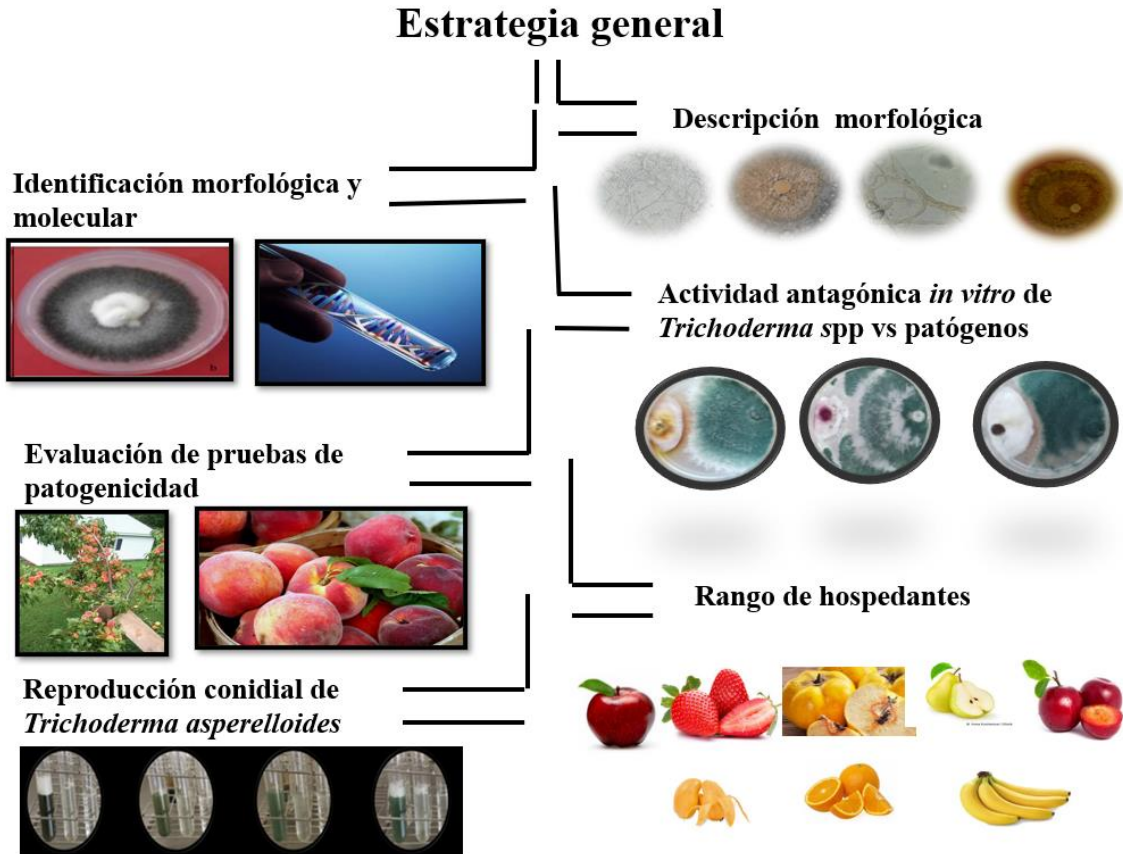 Estrategia general
Descripción morfológica
Identificación morfológica y
molecular
b
Actividad antagónica in vitro de
Trichoderma spp vs patógenos
Evaluación de pruebas de
patogenicidad
Rango de hospedantes
Reproducción conidial de
Trichoderma asperelloides